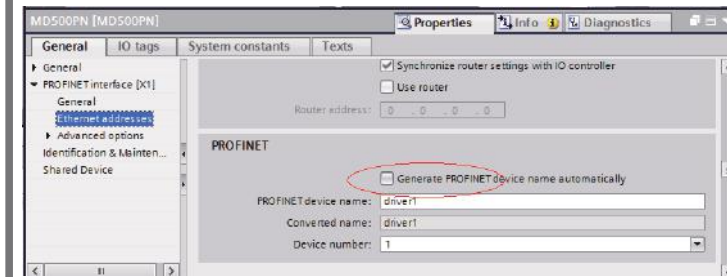 MD500PN [MD500PN]
Properties
Info
Diagnostics
General
IO tags
System constants
Texts
General
PROFINET interface [X1]
General
Ethernet addresses
Advanced options
Identification & Mainten...
Shared Device
Synchronize router settings with IO controller
Use router
Router address: 0 . 0 . 0 . 0
PROFINET
Generate PROFINET device name automatically
PROFINET device name: driver1
Converted name: driver1
Device number: 1